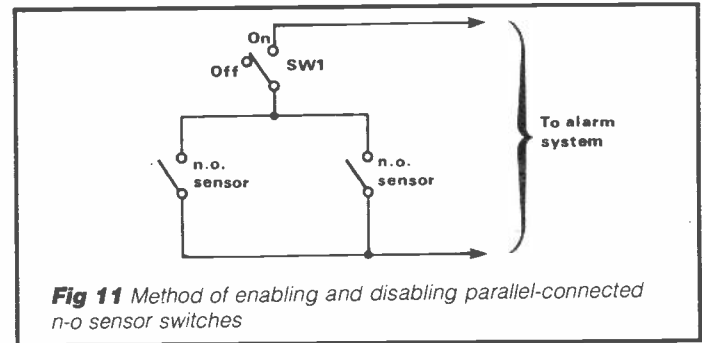 On
Off
SW1
n.o.
sensor
n.o.
sensor
To alarm
system
Fig 11 Method of enabling and disabling parallel-connected
n-o sensor switches